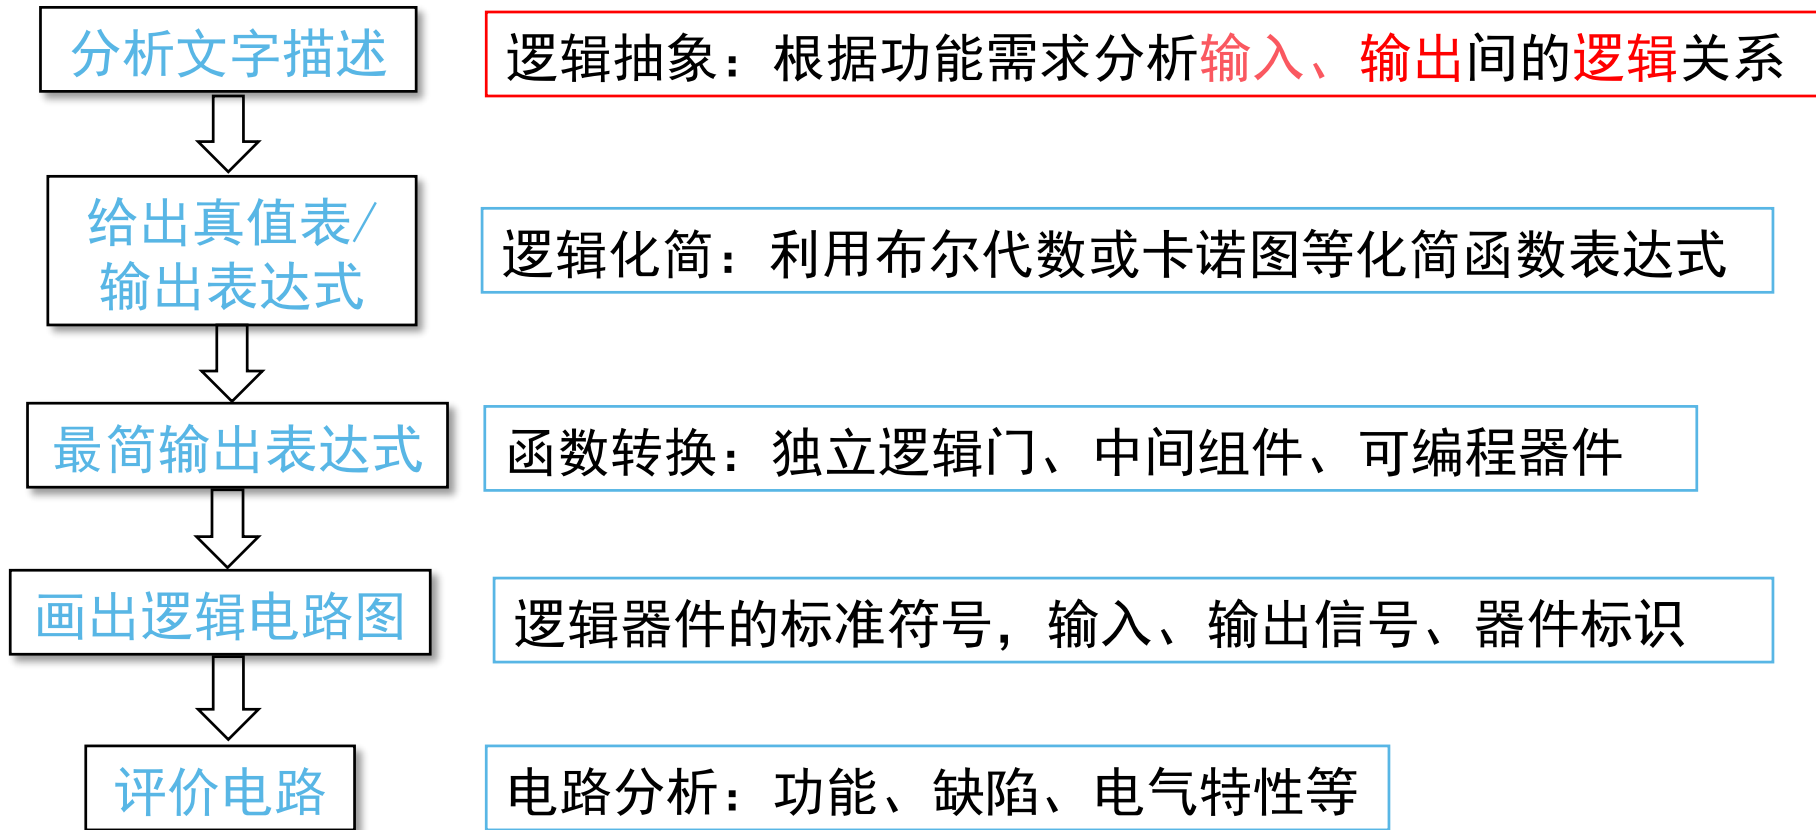 分析文字描述
逻辑抽象：根据功能需求分析输入、输出间的逻辑关系
给出真值表/
输出表达式
逻辑化简：利用布尔代数或卡诺图等化简函数表达式
最简输出表达式
函数转换：独立逻辑门、中间组件、可编程器件
画出逻辑电路图
逻辑器件的标准符号，输入、输出信号、器件标识
评价电路
电路分析：功能、缺陷、电气特性等